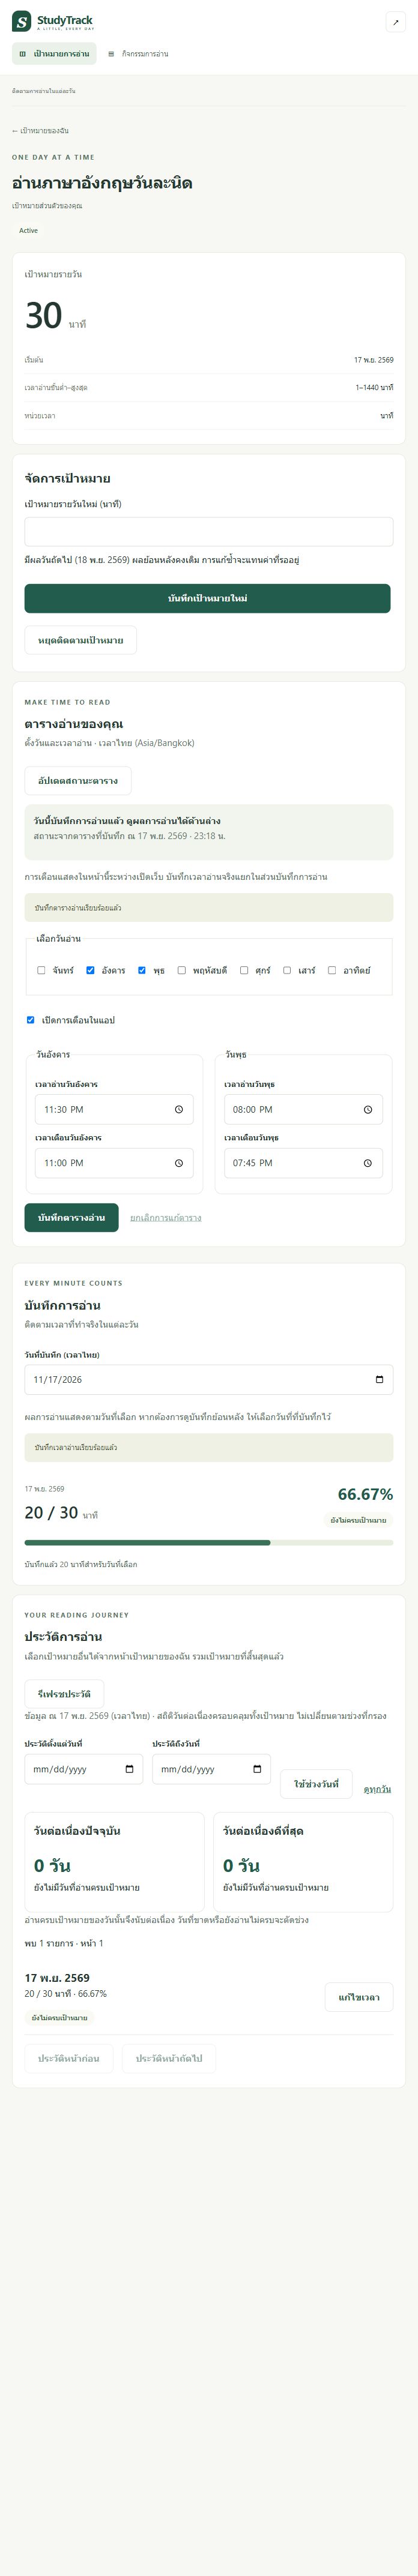 S StudyTrack
A LITTLE, EVERY DAY
↗
เป้าหมายการอ่าน
กิจกรรมการอ่าน
ติดตามการอ่านในแต่ละวัน
← เป้าหมายของฉัน
ONE DAY AT A TIME
อ่านภาษาอังกฤษวันละนิด
เป้าหมายส่วนตัวของคุณ
Active
เป้าหมายรายวัน
30 นาที
เริ่มต้น 17 พ.ย. 2569
เวลาอ่านขั้นต่ำ–สูงสุด 1–1440 นาที
หน่วยเวลา นาที
จัดการเป้าหมาย
เป้าหมายรายวันใหม่ (นาที)
มีผลวันถัดไป (18 พ.ย. 2569) ผลย้อนหลังคงเดิม การแก้ซ้ำจะแทนค่าที่รออยู่
บันทึกเป้าหมายใหม่
หยุดติดตามเป้าหมาย
MAKE TIME TO READ
ตารางอ่านของคุณ
ตั้งวันและเวลาอ่าน · เวลาไทย (Asia/Bangkok)
อัปเดตสถานะตาราง
วันนี้บันทึกการอ่านแล้ว ดูผลการอ่านได้ด้านล่าง
สถานะจากตารางที่บันทึก ณ 17 พ.ย. 2569 · 23:18 น.
การเตือนแสดงในหน้านี้ระหว่างเปิดเว็บ บันทึกเวลาอ่านจริงแยกในส่วนบันทึกการอ่าน
บันทึกตารางอ่านเรียบร้อยแล้ว
เลือกวันอ่าน
จันทร์ อังคาร พุธ พฤหัสบดี ศุกร์ เสาร์ อาทิตย์
เปิดการเตือนในแอป
วันอังคาร
เวลาอ่านวันอังคาร
11:30 PM
เวลาเตือนวันอังคาร
11:00 PM
วันพุธ
เวลาอ่านวันพุธ
08:00 PM
เวลาเตือนวันพุธ
07:45 PM
บันทึกตารางอ่าน ยกเลิกการแก้ตาราง
EVERY MINUTE COUNTS
บันทึกการอ่าน
ติดตามเวลาที่ทำจริงในแต่ละวัน
วันที่บันทึก (เวลาไทย)
11/17/2026
ผลการอ่านแสดงตามวันที่เลือก หากต้องการดูบันทึกย้อนหลัง ให้เลือกวันที่ที่บันทึกไว้
บันทึกเวลาอ่านเรียบร้อยแล้ว
17 พ.ย. 2569
20 / 30 นาที
66.67%
ยังไม่ครบเป้าหมาย
บันทึกแล้ว 20 นาทีสำหรับวันที่เลือก
YOUR READING JOURNEY
ประวัติการอ่าน
เลือกเป้าหมายอื่นได้จากหน้าเป้าหมายของฉัน รวมเป้าหมายที่สิ้นสุดแล้ว
รีเฟรชประวัติ
ข้อมูล ณ 17 พ.ย. 2569 (เวลาไทย) · สถิติวันต่อเนื่องครอบคลุมทั้งเป้าหมาย ไม่เปลี่ยนตามช่วงที่กรอง
ประวัติตั้งแต่วันที่
mm/dd/yyyy
ประวัติถึงวันที่
mm/dd/yyyy
ใช้ช่วงวันที่ ดูทุกวัน
วันต่อเนื่องปัจจุบัน
0 วัน
ยังไม่มีวันที่อ่านครบเป้าหมาย
วันต่อเนื่องดีที่สุด
0 วัน
ยังไม่มีวันที่อ่านครบเป้าหมาย
อ่านครบเป้าหมายของวันนั้นจึงนับต่อเนื่อง วันที่ขาดหรือยังอ่านไม่ครบจะตัดช่วง
พบ 1 รายการ · หน้า 1
17 พ.ย. 2569
20 / 30 นาที · 66.67%
ยังไม่ครบเป้าหมาย
แก้ไขเวลา
ประวัติหน้าก่อน ประวัติหน้าถัดไป